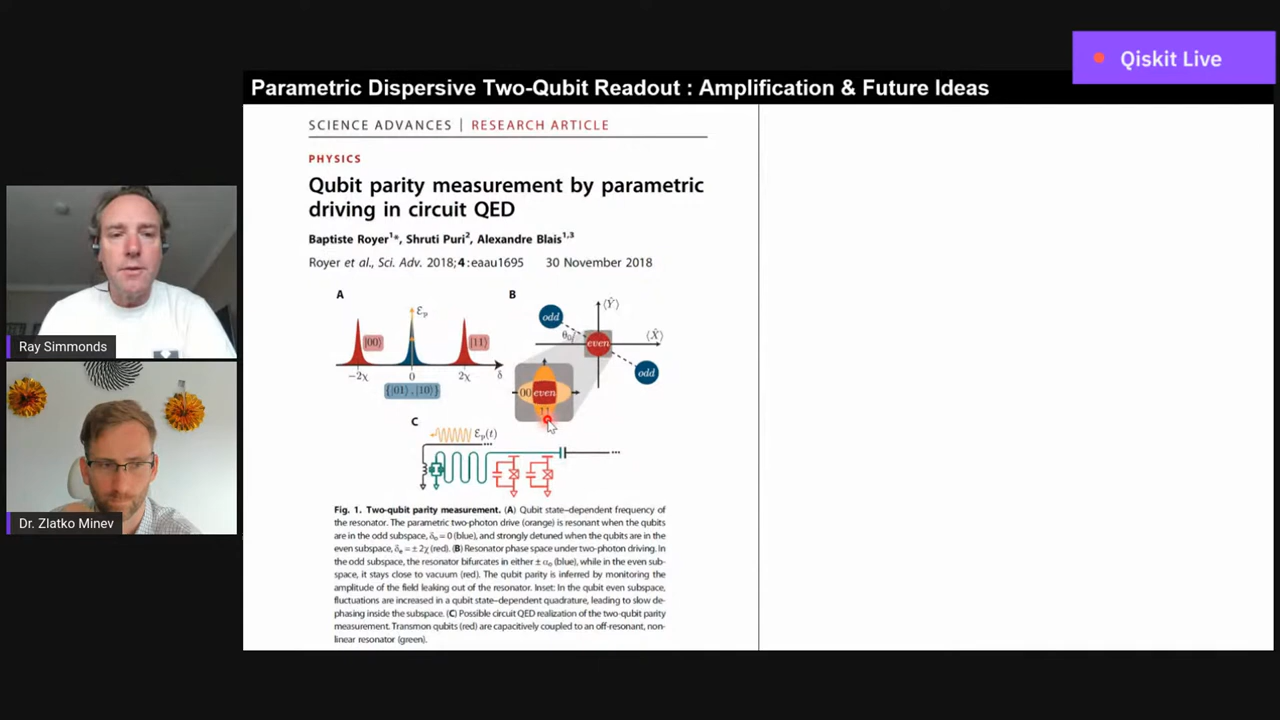 Qiskit Live
Parametric Dispersive Two-Qubit Readout : Amplification & Future Ideas
SCIENCE ADVANCES | RESEARCH ARTICLE
PHYSICS
Qubit parity measurement by parametric
driving in circuit QED
Baptiste Royer¹*, Shruti Puri², Alexandre Blais¹,³
Royer et al., Sci. Adv. 2018;4:eaau1695 30 November 2018
A
ℰp
|00⟩
|11⟩
−2χ 0 2χ δ
{|01⟩, |10⟩}
B
⟨Ŷ⟩
odd
θ0
even
⟨X̂⟩
odd
00 even
11
C
ℰp(t)
Fig. 1. Two-qubit parity measurement. (A) Qubit state–dependent frequency of
the resonator. The parametric two-photon drive (orange) is resonant when the qubits
are in the odd subspace, δo = 0 (blue), and strongly detuned when the qubits are in the
even subspace, δe = ± 2χ (red). (B) Resonator phase space under two-photon driving. In
the odd subspace, the resonator bifurcates in either ± αo (blue), while in the even sub-
space, it stays close to vacuum (red). The qubit parity is inferred by monitoring the
amplitude of the field leaking out of the resonator. Inset: In the qubit even subspace,
fluctuations are increased in a qubit state–dependent quadrature, leading to slow de-
phasing inside the subspace. (C) Possible circuit QED realization of the two-qubit parity
measurement. Transmon qubits (red) are capacitively coupled to an off-resonant, non-
linear resonator (green).
Ray Simmonds
Dr. Zlatko Minev